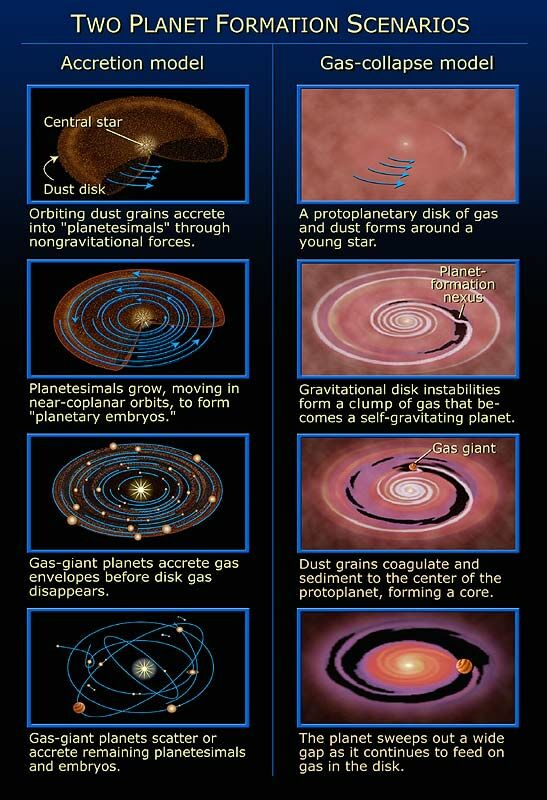 TWO PLANET FORMATION SCENARIOS
Accretion model
Central star
Dust disk
Orbiting dust grains accrete
into "planetesimals" through
nongravitational forces.
Planetesimals grow, moving in
near-coplanar orbits, to form
"planetary embryos."
Gas-giant planets accrete gas
envelopes before disk gas
disappears.
Gas-giant planets scatter or
accrete remaining planetesimals
and embryos.
Gas-collapse model
A protoplanetary disk of gas
and dust forms around a
young star.
Planet-
formation
nexus
Gravitational disk instabilities
form a clump of gas that be-
comes a self-gravitating planet.
Gas giant
Dust grains coagulate and
sediment to the center of the
protoplanet, forming a core.
The planet sweeps out a wide
gap as it continues to feed on
gas in the disk.